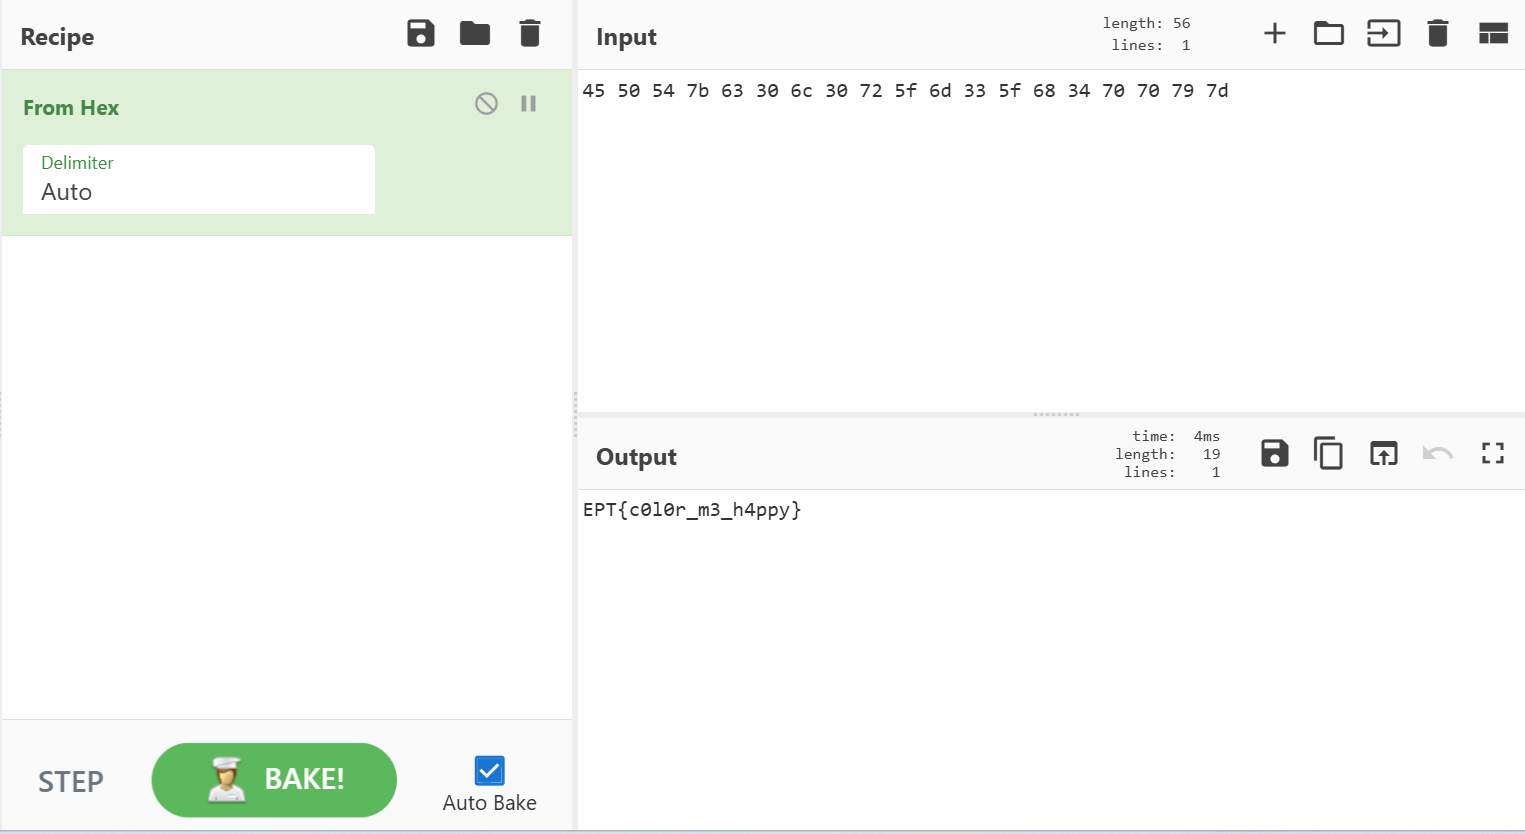 Recipe
From Hex
Delimiter
Auto
STEP
BAKE!
Auto Bake
Input
length: 56
lines: 1
45 50 54 7b 63 30 6c 30 72 5f 6d 33 5f 68 34 70 70 79 7d
Output
time: 4ms
length: 19
lines: 1
EPT{c0l0r_m3_h4ppy}